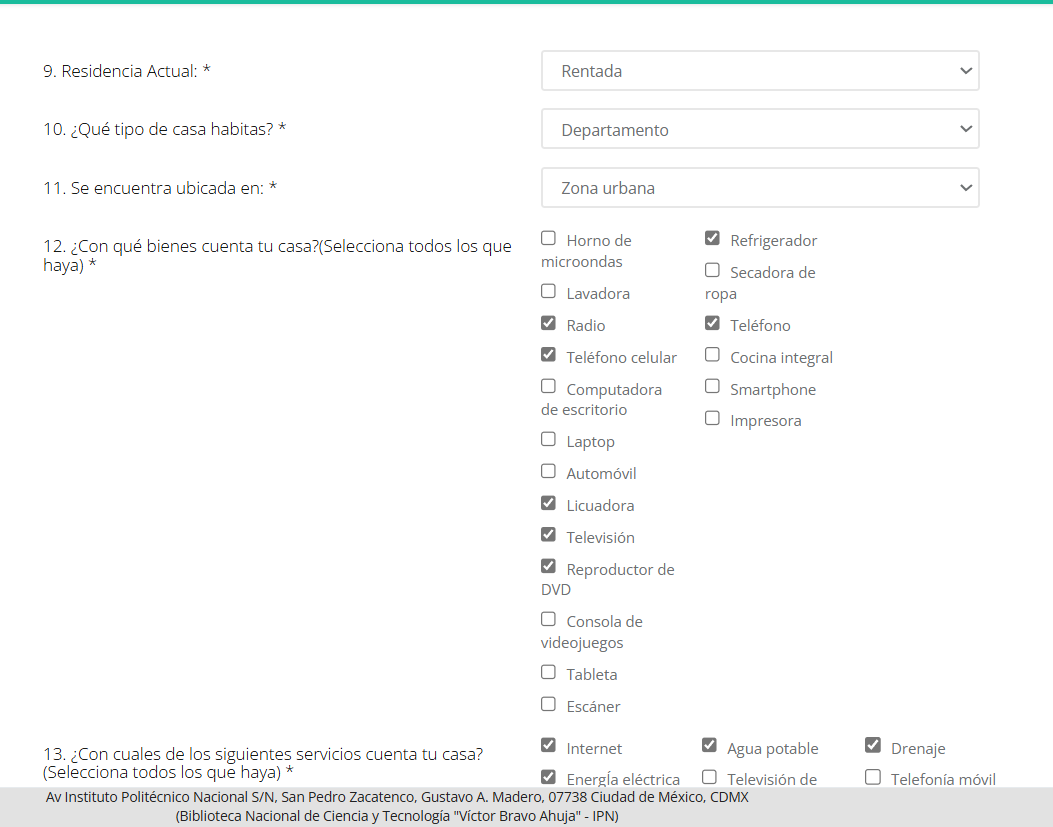 9. Residencia Actual: *
Rentada
10. ¿Qué tipo de casa habitas? *
Departamento
11. Se encuentra ubicada en: *
Zona urbana
12. ¿Con qué bienes cuenta tu casa?(Selecciona todos los que
haya) *
Horno de
microondas
Lavadora
Radio
Teléfono celular
Computadora
de escritorio
Laptop
Automóvil
Licuadora
Televisión
Reproductor de
DVD
Consola de
videojuegos
Tableta
Escáner
Refrigerador
Secadora de
ropa
Teléfono
Cocina integral
Smartphone
Impresora
13. ¿Con cuales de los siguientes servicios cuenta tu casa?
(Selecciona todos los que haya) *
Internet
Agua potable
Drenaje
EnergÍa eléctrica
Televisión de
Telefonía móvil
Av Instituto Politécnico Nacional S/N, San Pedro Zacatenco, Gustavo A. Madero, 07738 Ciudad de México, CDMX
(Biblioteca Nacional de Ciencia y Tecnología "Víctor Bravo Ahuja" - IPN)